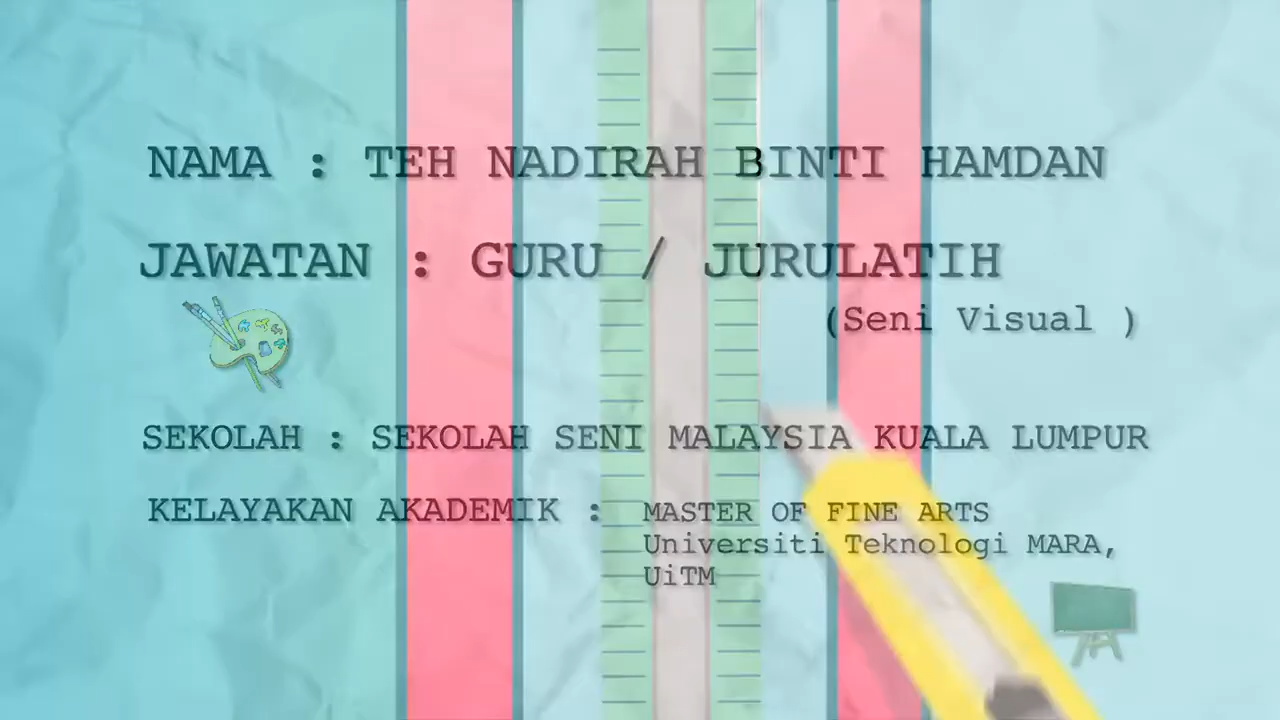 NAMA : TEH NADIRAH BINTI HAMDAN
JAWATAN : GURU / JURULATIH
(Seni Visual )
SEKOLAH : SEKOLAH SENI MALAYSIA KUALA LUMPUR
KELAYAKAN AKADEMIK : MASTER OF FINE ARTS
Universiti Teknologi MARA,
UiTM